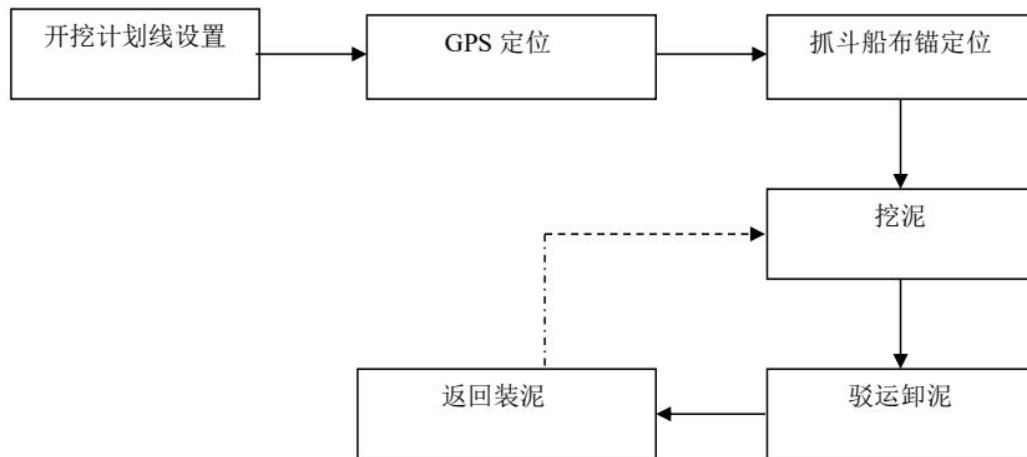 开挖计划线设置
GPS 定位
抓斗船布锚定位
挖泥
返回装泥
驳运卸泥